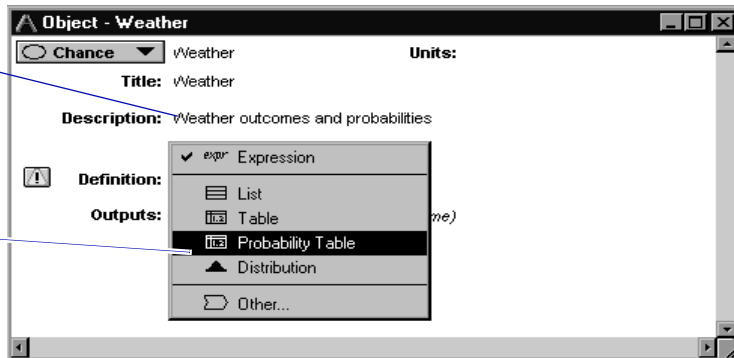 Object - Weather
Chance Weather Units:
Title: Weather
Description: Weather outcomes and probabilities
expr Expression
Definition:
List
Outputs: Table me)
Probability Table
Distribution
Other...